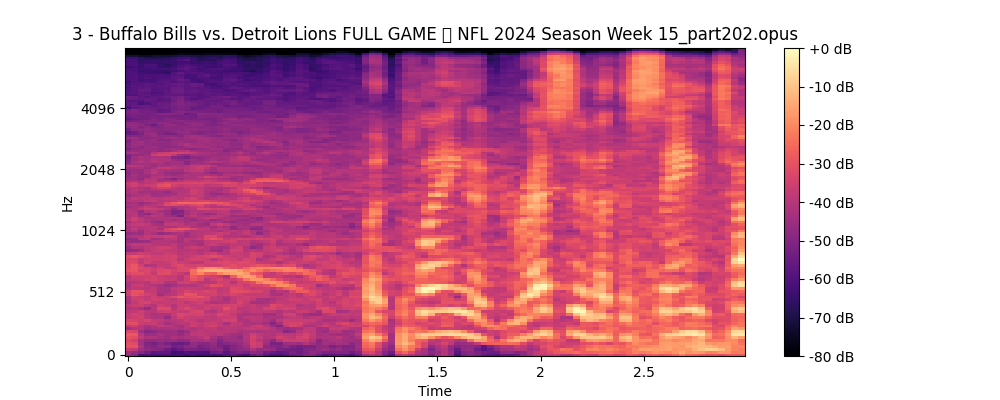 3 - Buffalo Bills vs. Detroit Lions FULL GAME ▯ NFL 2024 Season Week 15_part202.opus
+0 dB
4096
-10 dB
-20 dB
2048
-30 dB
Hz
1024
-40 dB
-50 dB
512
-60 dB
-70 dB
0
-80 dB
0 0.5 1 1.5 2 2.5
Time